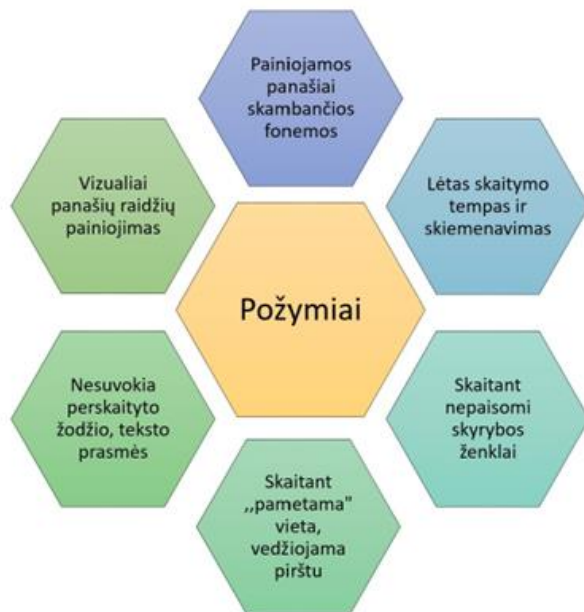 Painiojamos
panašiai
skambančios
fonemos
Vizualiai
panašių raidžių
painiojimas
Lėtas skaitymo
tempas ir
skiemenavimas
Požymiai
Nesuvokia
perskaityto
žodžio, teksto
prasmės
Skaitant
nepaisomi
skyrybos
ženklai
Skaitant
,,pametama"
vieta,
vedžiojama
pirštu